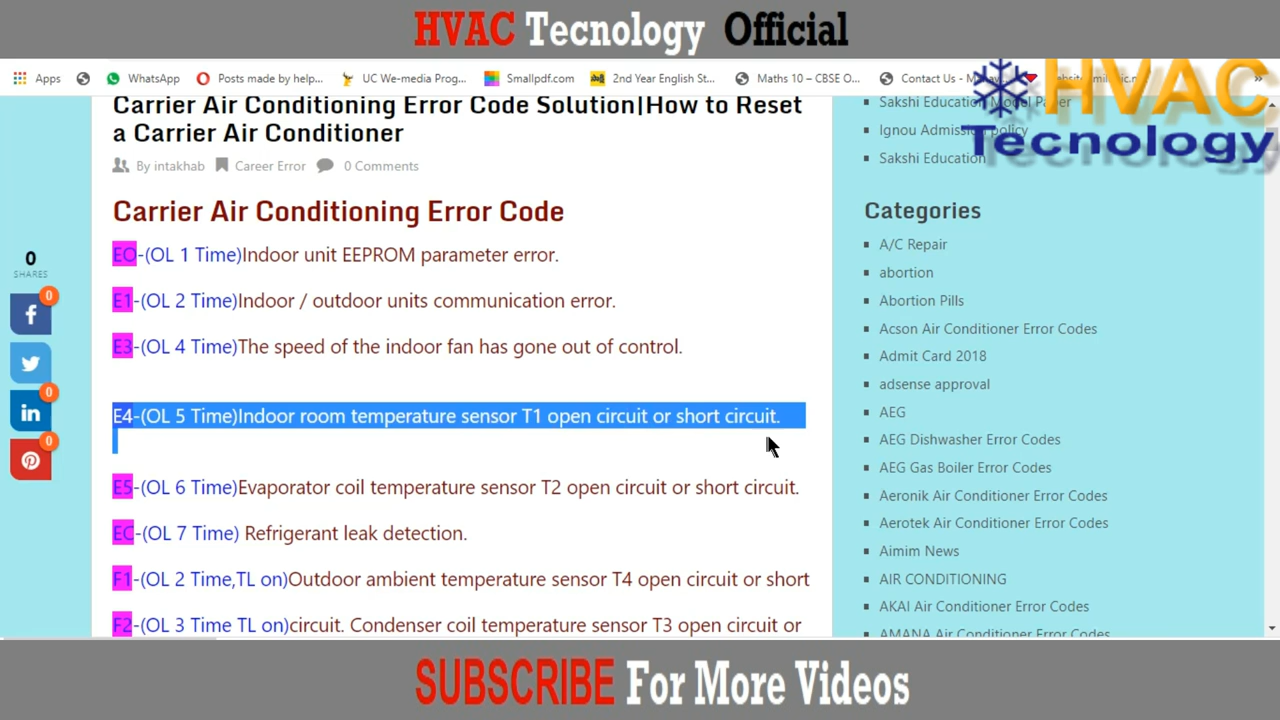 HVAC Tecnology Official
Apps WhatsApp Posts made by help... UC We-media Prog... Smallpdf.com 2nd Year English St... Maths 10 – CBSE O... Contact Us -
HVAC
Tecnology
Carrier Air Conditioning Error Code Solution|How to Reset
a Carrier Air Conditioner
By intakhab Career Error 0 Comments
Carrier Air Conditioning Error Code
EO-(OL 1 Time)Indoor unit EEPROM parameter error.
E1-(OL 2 Time)Indoor / outdoor units communication error.
E3-(OL 4 Time)The speed of the indoor fan has gone out of control.
E4-(OL 5 Time)Indoor room temperature sensor T1 open circuit or short circuit.
E5-(OL 6 Time)Evaporator coil temperature sensor T2 open circuit or short circuit.
EC-(OL 7 Time) Refrigerant leak detection.
F1-(OL 2 Time,TL on)Outdoor ambient temperature sensor T4 open circuit or short
F2-(OL 3 Time TL on)circuit. Condenser coil temperature sensor T3 open circuit or
0
SHARES
0
0
0
0
Sakshi Education Model Paper
Ignou Admission policy
Sakshi Education
Categories
A/C Repair
abortion
Abortion Pills
Acson Air Conditioner Error Codes
Admit Card 2018
adsense approval
AEG
AEG Dishwasher Error Codes
AEG Gas Boiler Error Codes
Aeronik Air Conditioner Error Codes
Aerotek Air Conditioner Error Codes
Aimim News
AIR CONDITIONING
AKAI Air Conditioner Error Codes
AMANA Air Conditioner Error Codes
SUBSCRIBE For More Videos